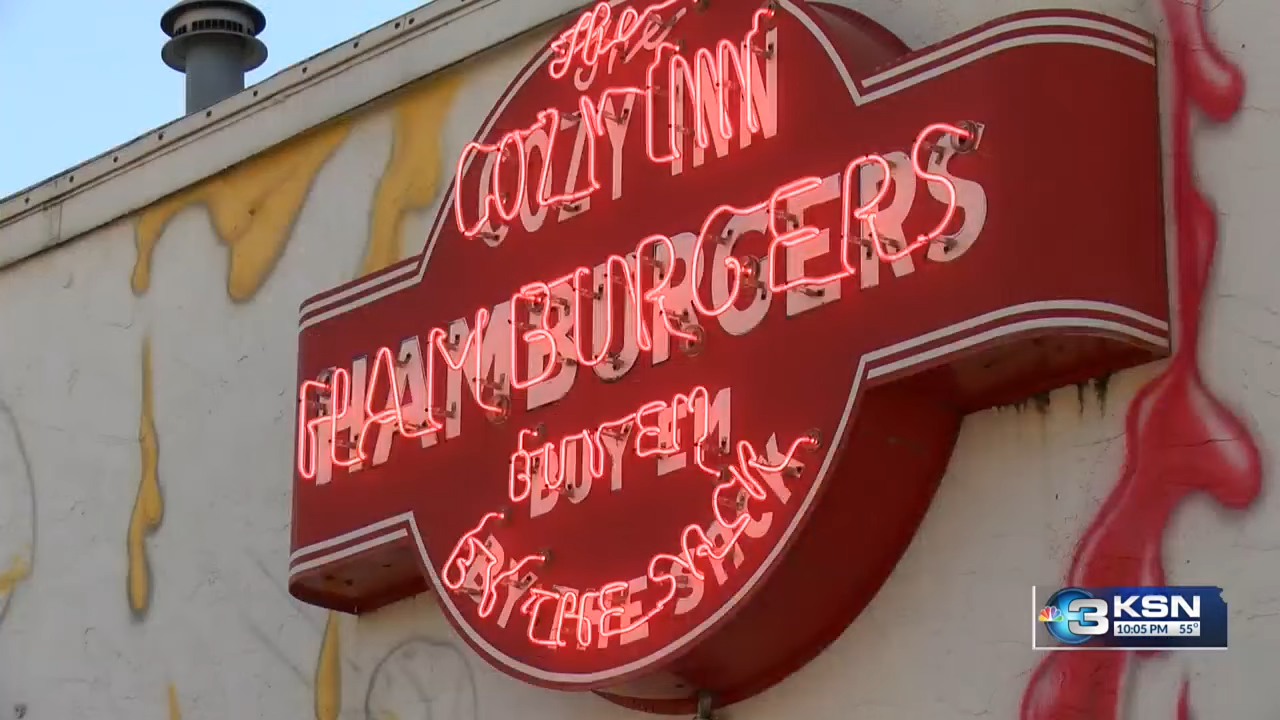 The
COZY INN
HAMBURGERS
BUY 'EM
BY THE SACK
3 KSN
10:05 PM 55°